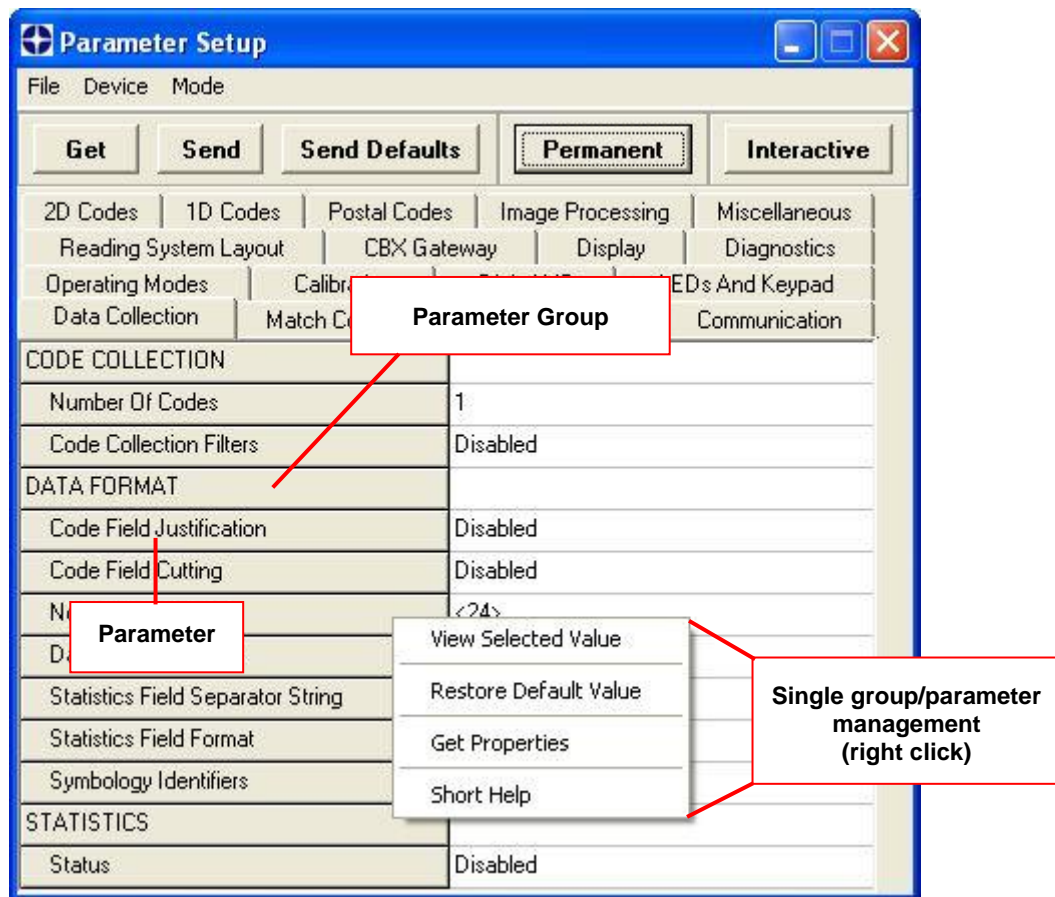 Parameter Setup
File Device Mode
Get Send Send Defaults Permanent Interactive
2D Codes 1D Codes Postal Codes Image Processing Miscellaneous
Reading System Layout CBX Gateway Display Diagnostics
Operating Modes And Keypad
Data Collection Match Communication
Parameter Group
CODE COLLECTION
Number Of Codes 1
Code Collection Filters Disabled
DATA FORMAT
Code Field Justification Disabled
Code Field Cutting Disabled
<24>
Parameter
Statistics Field Separator String
Statistics Field Format
Symbology Identifiers
View Selected Value
Restore Default Value
Get Properties
Short Help
Single group/parameter
management
(right click)
STATISTICS
Status Disabled